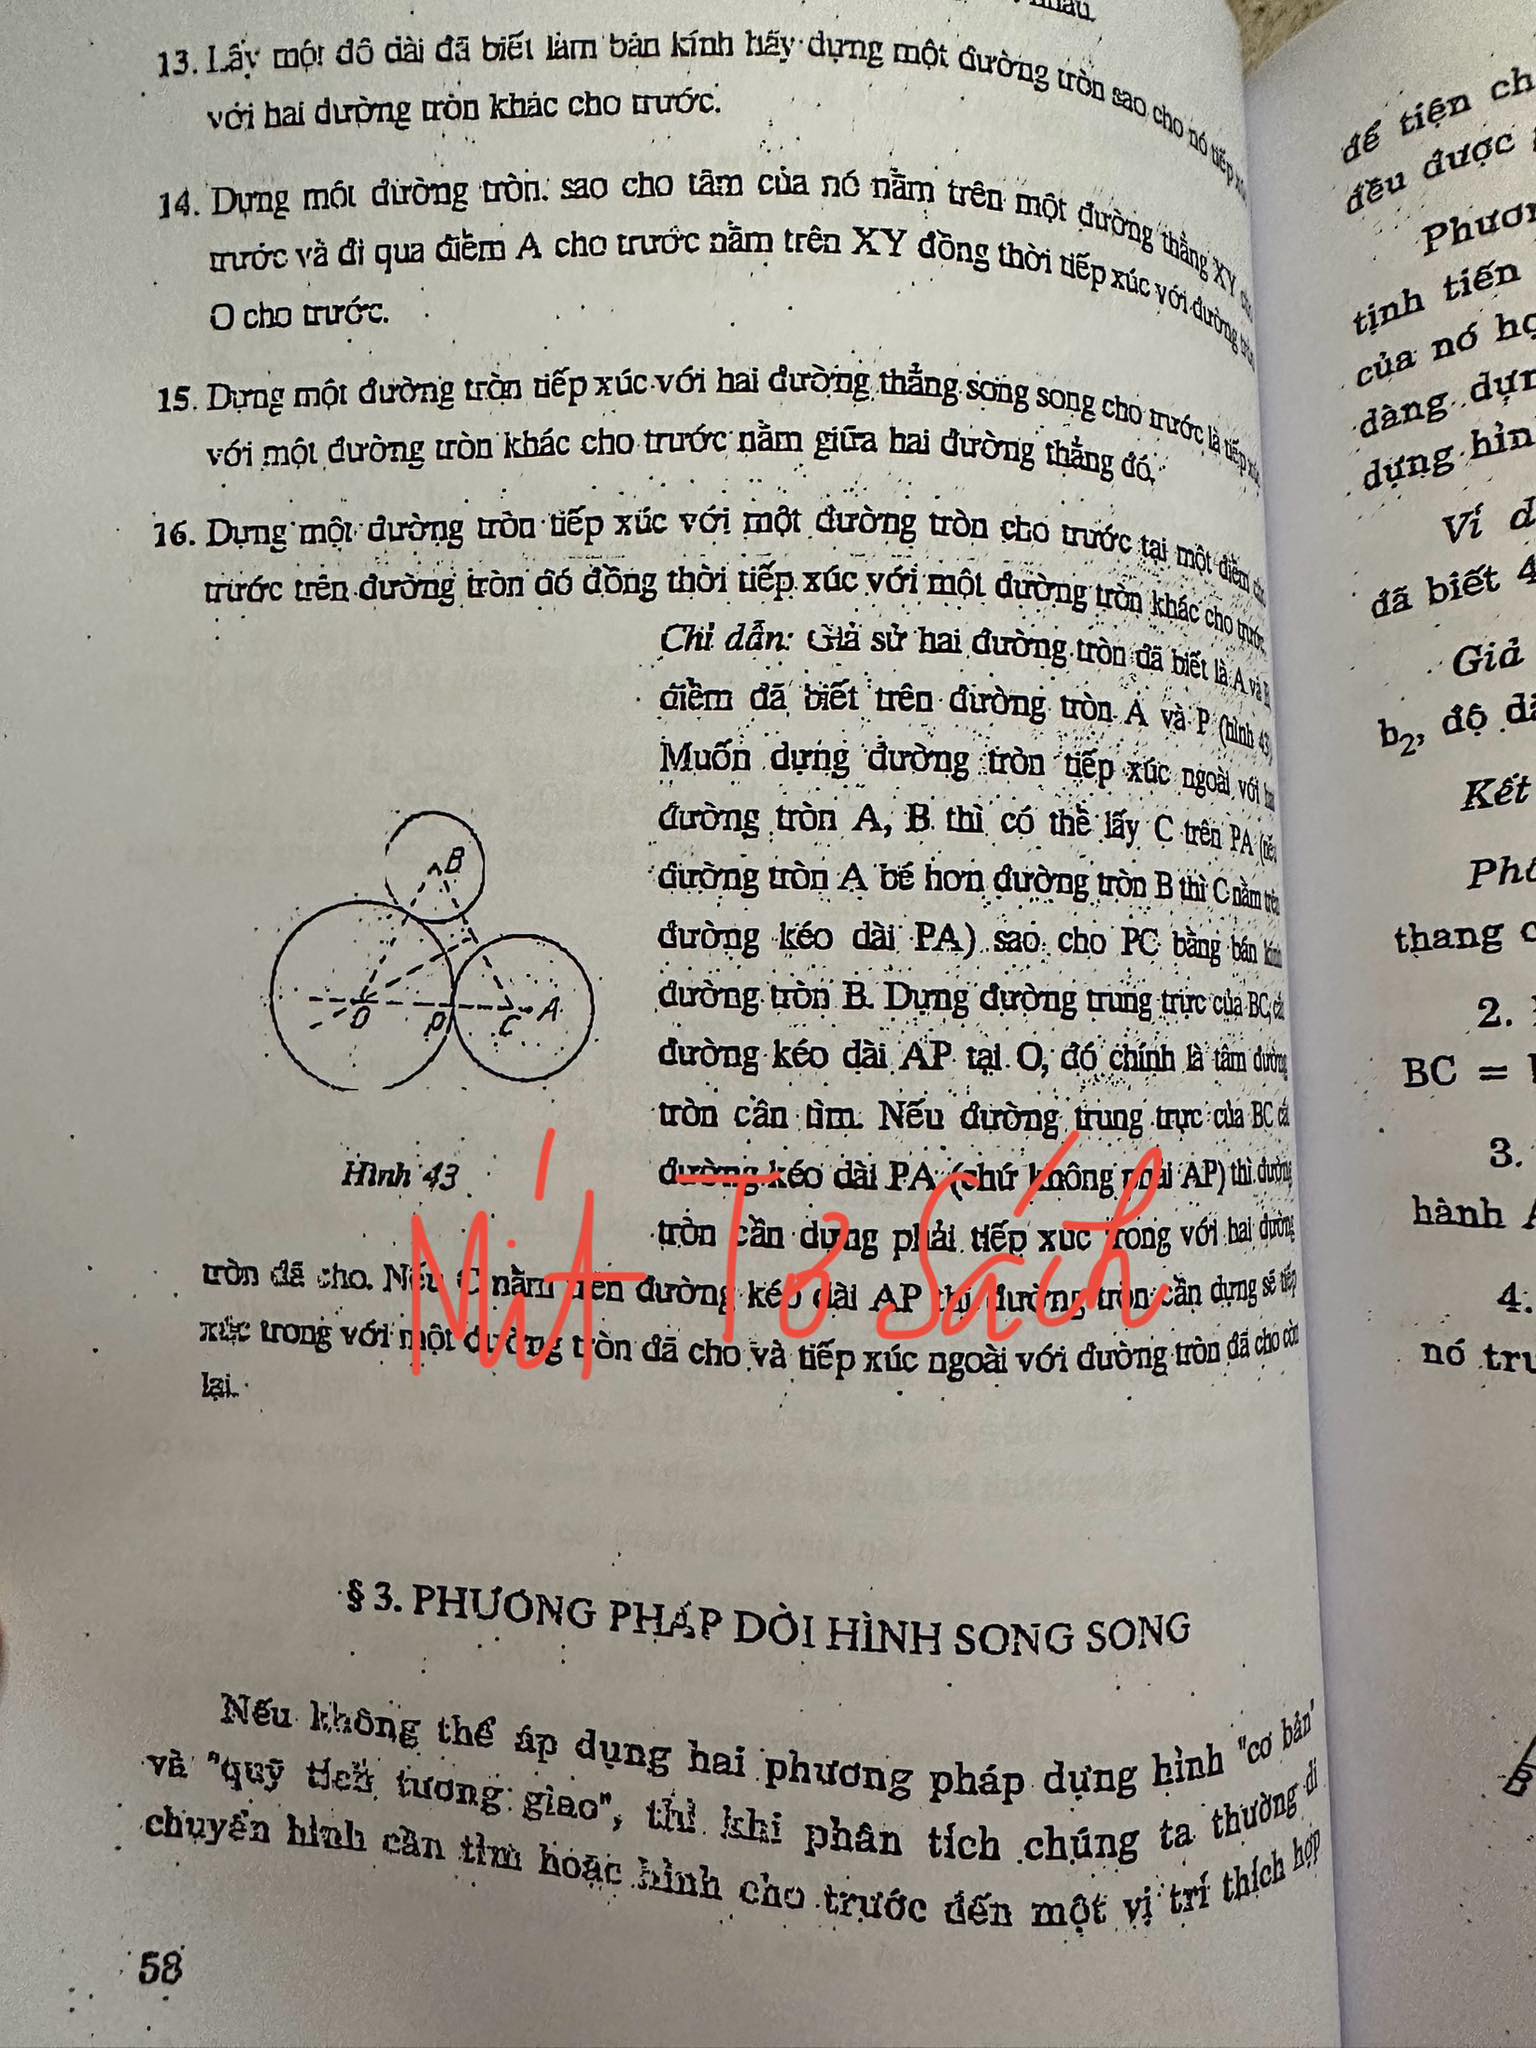 nhau.
13. Lấy một độ dài đã biết làm bán kính hãy dựng một đường tròn sao cho nó tiếp xúc
với hai đường tròn khác cho trước.
14. Dựng một đường tròn. sao cho tâm của nó nằm trên một đường thẳng XY cho
trước và đi qua điểm A cho trước nằm trên XY đồng thời tiếp xúc với đường tròn
O cho trước.
15. Dựng một đường tròn tiếp xúc với hai đường thẳng song song cho trước là tiếp xúc
với một đường tròn khác cho trước nằm giữa hai đường thẳng đó.
16. Dựng một đường tròn tiếp xúc với một đường tròn cho trước tại một điểm cho
trước trên đường tròn đó đồng thời tiếp xúc với một đường tròn khác cho trước.
Chỉ dẫn: Giả sử hai đường tròn đã biết là A và B,
điểm đã biết trên đường tròn A và P (hình 43)
Muốn dựng đường tròn tiếp xúc ngoài với hai
đường tròn A, B thì có thể lấy C trên PA (nếu
đường tròn A bé hơn đường tròn B thì C nằm trên
đường kéo dài PA) sao cho PC bằng bán kính
đường tròn B. Dựng đường trung trực của BC, cắt
đường kéo dài AP tại O, đó chính là tâm đường
tròn cần tìm. Nếu đường trung trực của BC cắt
đường kéo dài PA (chứ không phải AP) thì đường
tròn cần dựng phải tiếp xúc trong với hai đường
tròn đã cho. Nếu C nằm trên đường kéo dài AP thì đường tròn cần dựng sẽ tiếp
xúc trong với một đường tròn đã cho và tiếp xúc ngoài với đường tròn đã cho còn
lại.
B
O P C A
Hình 43
Mít Tơ Sách
§ 3. PHƯƠNG PHÁP DỜI HÌNH SONG SONG
Nếu không thể áp dụng hai phương pháp dựng hình "cơ bản"
và "quỹ tích tương giao", thì khi phân tích chúng ta thường di
chuyển hình cần tìm hoặc hình cho trước đến một vị trí thích hợp
58
để tiện ch
đều được
Phươn
tịnh tiến
của nó họ
dàng dựn
dựng hìn
Ví d
đã biết 4
Giả
b2, độ dà
Kết
Phâ
thang c
2.
BC =
3.
hành A
4.
nó tru
B